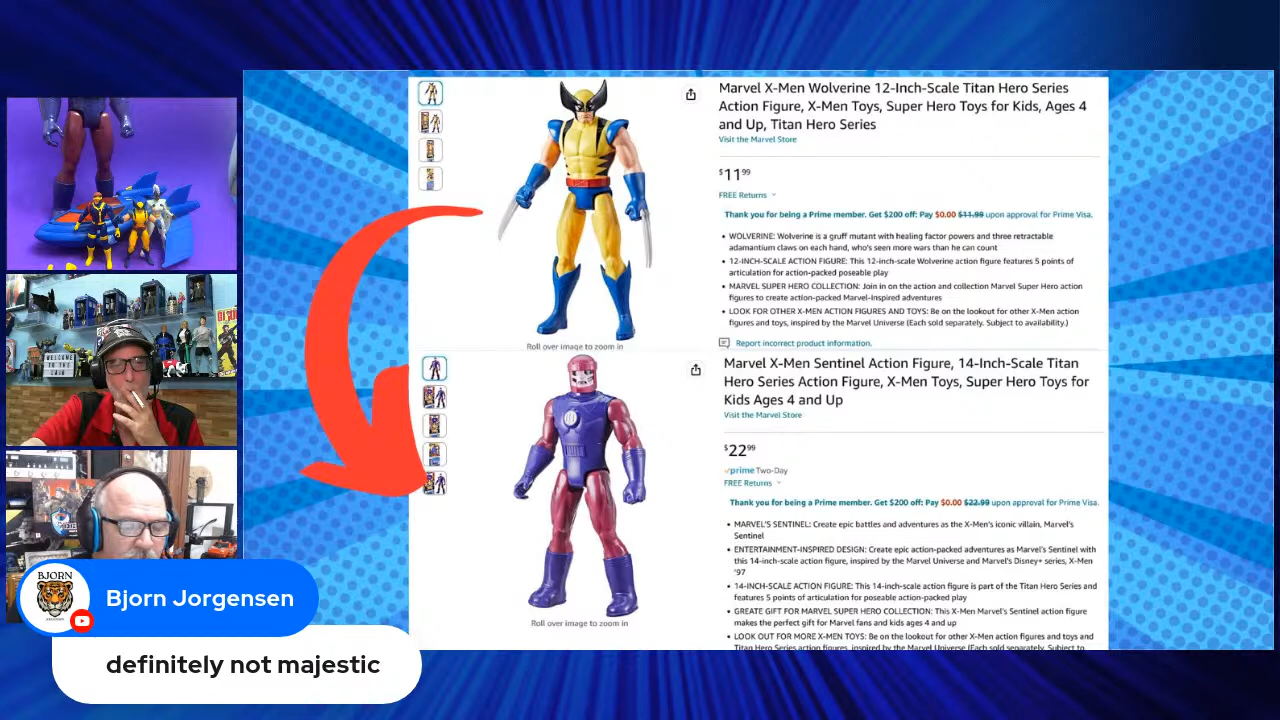 Marvel X-Men Wolverine 12-Inch-Scale Titan Hero Series
Action Figure, X-Men Toys, Super Hero Toys for Kids, Ages 4
and Up, Titan Hero Series
Visit the Marvel Store
$11 99
FREE Returns
Thank you for being a Prime member. Get $200 off: Pay $0.00 $11.99 upon approval for Prime Visa.
• WOLVERINE: Wolverine is a gruff mutant with healing factor powers and three retractable
adamantium claws on each hand, who's seen more wars than he can count
• 12-INCH-SCALE ACTION FIGURE: This 12-inch-scale Wolverine action figure features 5 points of
articulation for action-packed poseable play
• MARVEL SUPER HERO COLLECTION: Join in on the action and collection Marvel Super Hero action
figures to create action-packed Marvel-Inspired adventures
• LOOK FOR OTHER X-MEN ACTION FIGURES AND TOYS: Be on the lookout for other X-Men action
figures and toys, inspired by the Marvel Universe (Each sold separately. Subject to availability.)
Report incorrect product information.
Roll over image to zoom in
Marvel X-Men Sentinel Action Figure, 14-Inch-Scale Titan
Hero Series Action Figure, X-Men Toys, Super Hero Toys for
Kids Ages 4 and Up
Visit the Marvel Store
$22 99
prime Two-Day
FREE Returns
Thank you for being a Prime member. Get $200 off: Pay $0.00 $22.99 upon approval for Prime Visa.
• MARVEL'S SENTINEL: Create epic battles and adventures as the X-Men's iconic villain, Marvel's
Sentinel
• ENTERTAINMENT-INSPIRED DESIGN: Create epic action-packed adventures as Marvel's Sentinel with
this 14-inch-scale action figure, inspired by the Marvel Universe and Marvel's Disney+ series, X-Men
'97
• 14-INCH-SCALE ACTION FIGURE: This 14-inch-scale action figure is part of the Titan Hero Series and
features 5 points of articulation for poseable action-packed play
• GREATE GIFT FOR MARVEL SUPER HERO COLLECTION: This X-Men Marvel's Sentinel action figure
makes the perfect gift for Marvel fans and kids ages 4 and up
• LOOK OUT FOR MORE X-MEN TOYS: Be on the lookout for other X-Men action figures and toys and
Titan Hero Series action figures, inspired by the Marvel Universe (Each sold separately. Subject to
Roll over image to zoom in
WELCOME
TO THE
BJORN
Bjorn Jorgensen
definitely not majestic